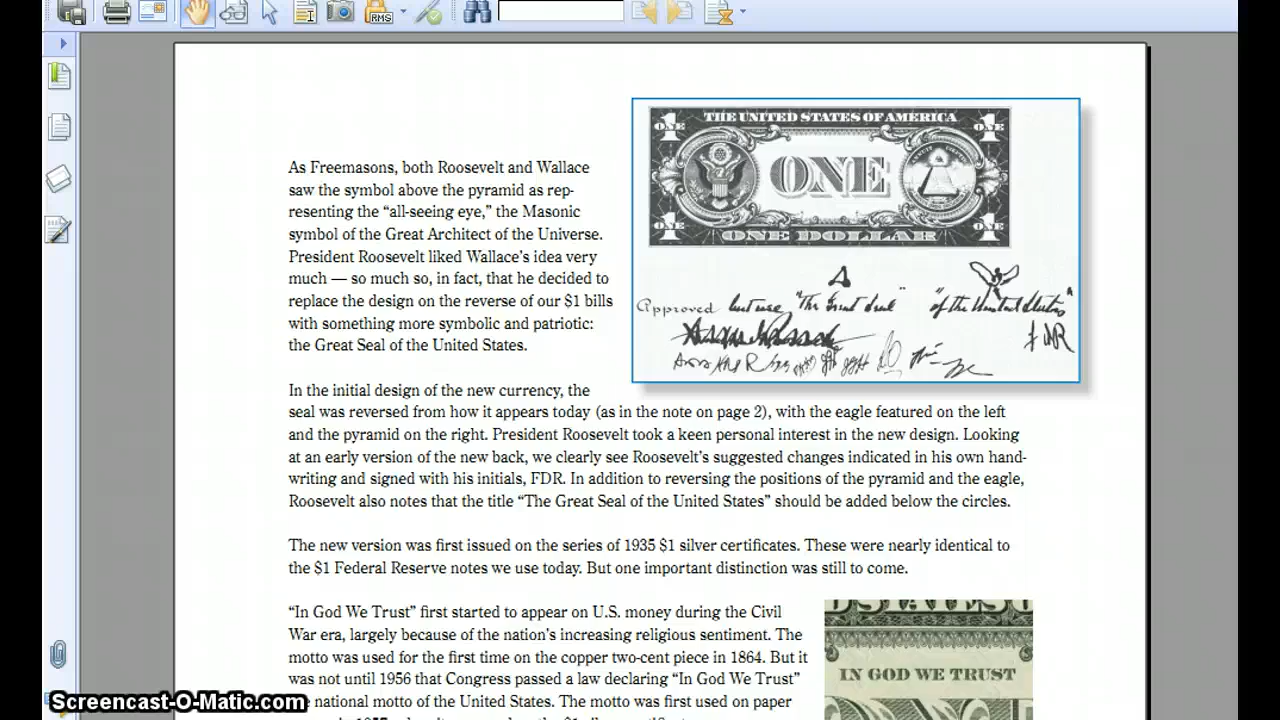 RMS
THE UNITED STATES OF AMERICA
1 ONE
1 ONE
ONE
1 ONE
1 ONE
ONE DOLLAR
Approved
"The Great Seal"
"of the United States"
FDR
As Freemasons, both Roosevelt and Wallace
saw the symbol above the pyramid as rep-
resenting the “all-seeing eye,” the Masonic
symbol of the Great Architect of the Universe.
President Roosevelt liked Wallace’s idea very
much — so much so, in fact, that he decided to
replace the design on the reverse of our $1 bills
with something more symbolic and patriotic:
the Great Seal of the United States.
In the initial design of the new currency, the
seal was reversed from how it appears today (as in the note on page 2), with the eagle featured on the left
and the pyramid on the right. President Roosevelt took a keen personal interest in the new design. Looking
at an early version of the new back, we clearly see Roosevelt’s suggested changes indicated in his own hand-
writing and signed with his initials, FDR. In addition to reversing the positions of the pyramid and the eagle,
Roosevelt also notes that the title “The Great Seal of the United States” should be added below the circles.
The new version was first issued on the series of 1935 $1 silver certificates. These were nearly identical to
the $1 Federal Reserve notes we use today. But one important distinction was still to come.
“In God We Trust” first started to appear on U.S. money during the Civil
War era, largely because of the nation’s increasing religious sentiment. The
motto was used for the first time on the copper two-cent piece in 1864. But it
was not until 1956 that Congress passed a law declaring “In God We Trust”
national motto of the United States. The motto was first used on paper
IN GOD WE TRUST
Screencast-O-Matic.com